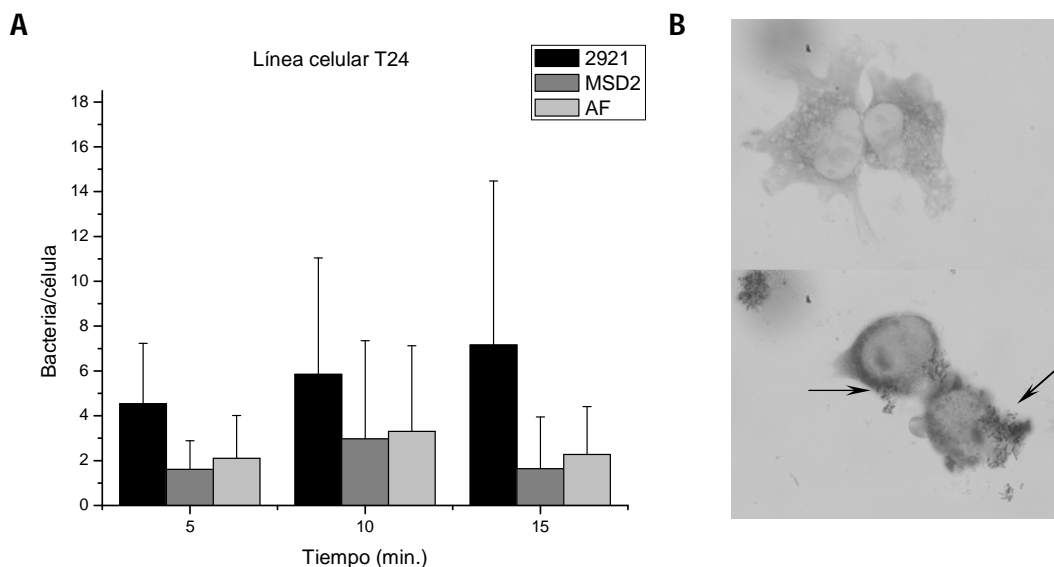 A
B
Línea celular T24
2921
MSD2
AF
18
16
14
12
10
8
6
4
2
0
Bacteria/célula
5
10
15
Tiempo (min.)